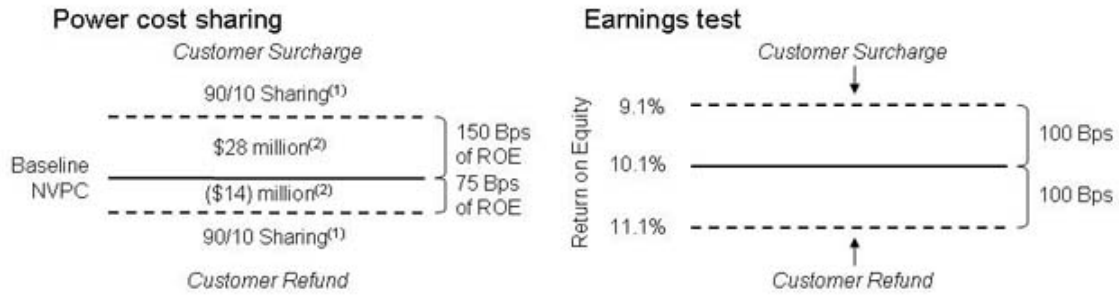 Power cost sharing
Customer Surcharge
90/10 Sharing(1)
$28 million(2)
150 Bps
of ROE
Baseline
NVPC
($14) million(2)
75 Bps
of ROE
90/10 Sharing(1)
Customer Refund
Earnings test
Customer Surcharge
Return on Equity
9.1%
100 Bps
10.1%
100 Bps
11.1%
Customer Refund